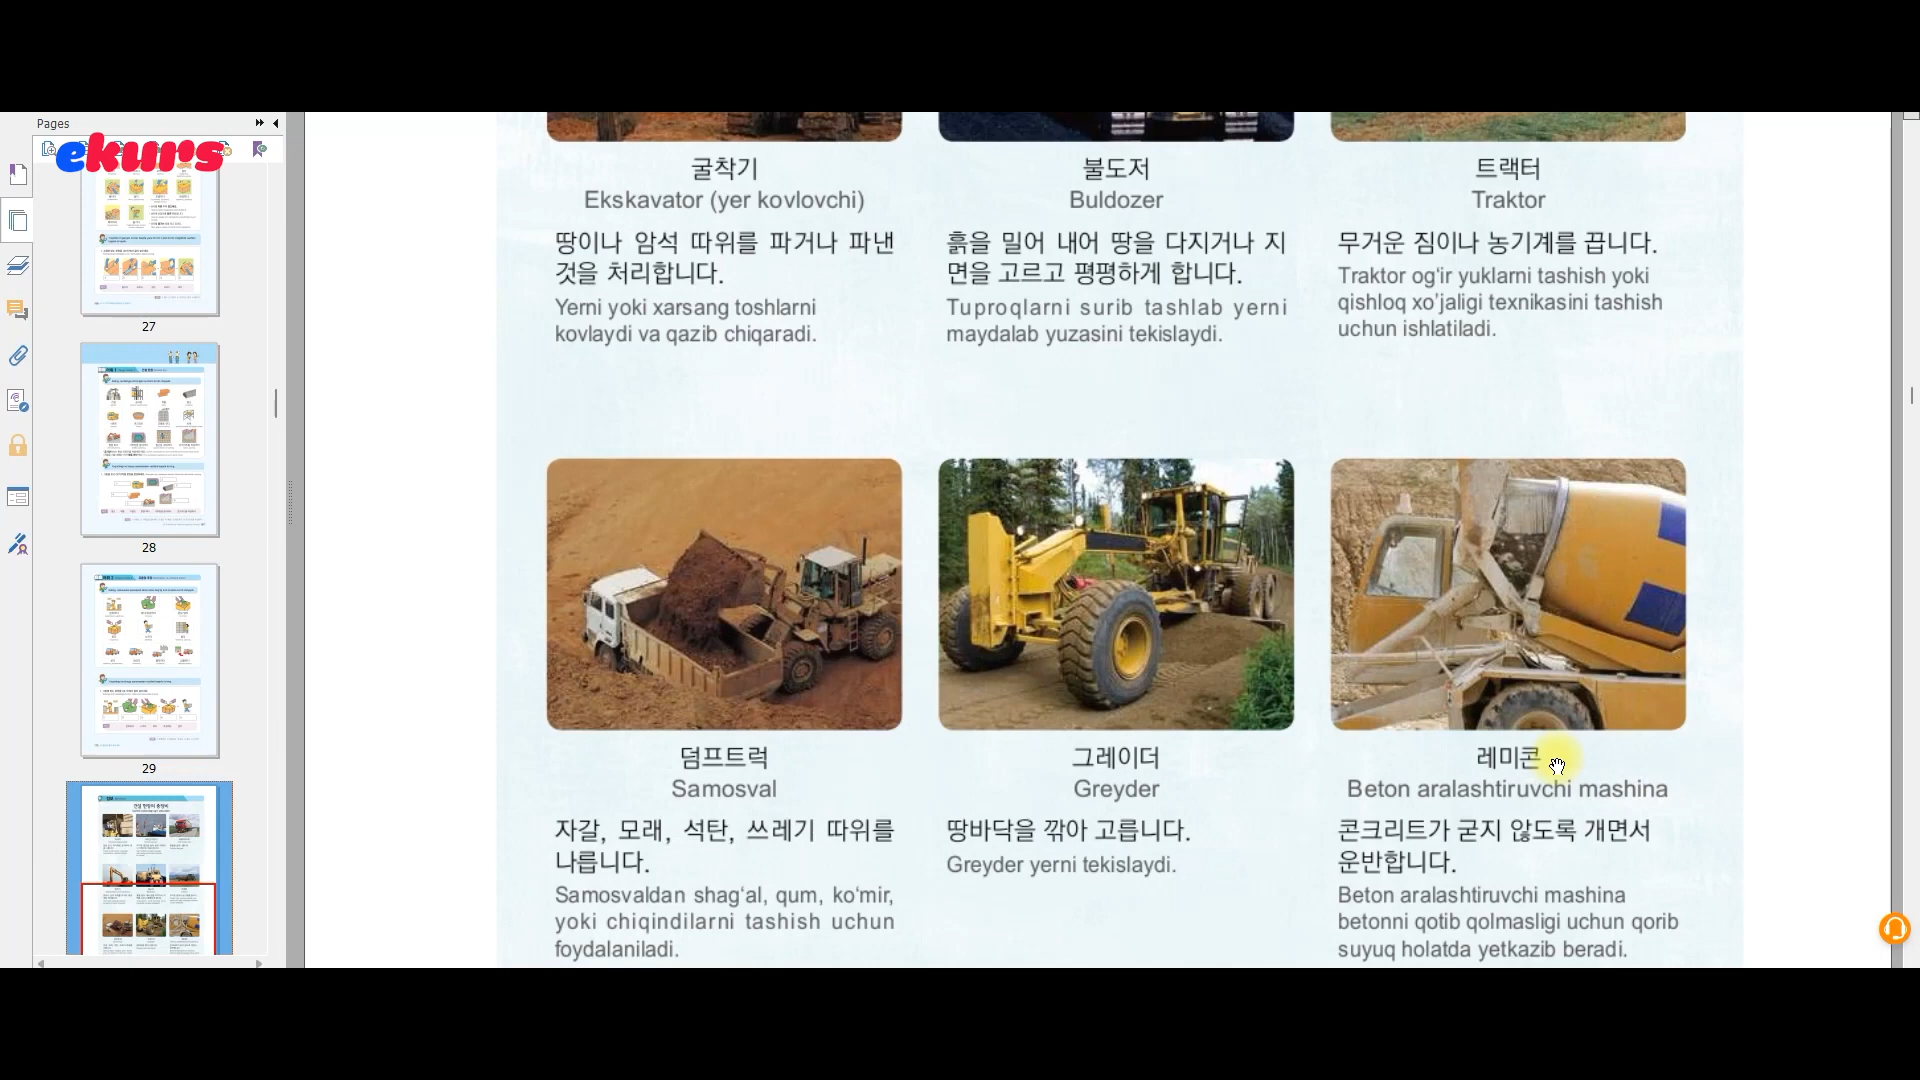 Pages
ekurs
27
28
29
굴착기
Ekskavator (yer kovlovchi)
땅이나 암석 따위를 파거나 파낸
것을 처리합니다.
Yerni yoki xarsang toshlarni
kovlaydi va qazib chiqaradi.
불도저
Buldozer
흙을 밀어 내어 땅을 다지거나 지
면을 고르고 평평하게 합니다.
Tuproqlarni surib tashlab yerni
maydalab yuzasini tekislaydi.
트랙터
Traktor
무거운 짐이나 농기계를 끕니다.
Traktor og‘ir yuklarni tashish yoki
qishloq xo’jaligi texnikasini tashish
uchun ishlatiladi.
덤프트럭
Samosval
자갈, 모래, 석탄, 쓰레기 따위를
나릅니다.
Samosvaldan shag‘al, qum, ko‘mir,
yoki chiqindilarni tashish uchun
foydalaniladi.
그레이더
Greyder
땅바닥을 깎아 고릅니다.
Greyder yerni tekislaydi.
레미콘
Beton aralashtiruvchi mashina
콘크리트가 굳지 않도록 개면서
운반합니다.
Beton aralashtiruvchi mashina
betonni qotib qolmasligi uchun qorib
suyuq holatda yetkazib beradi.